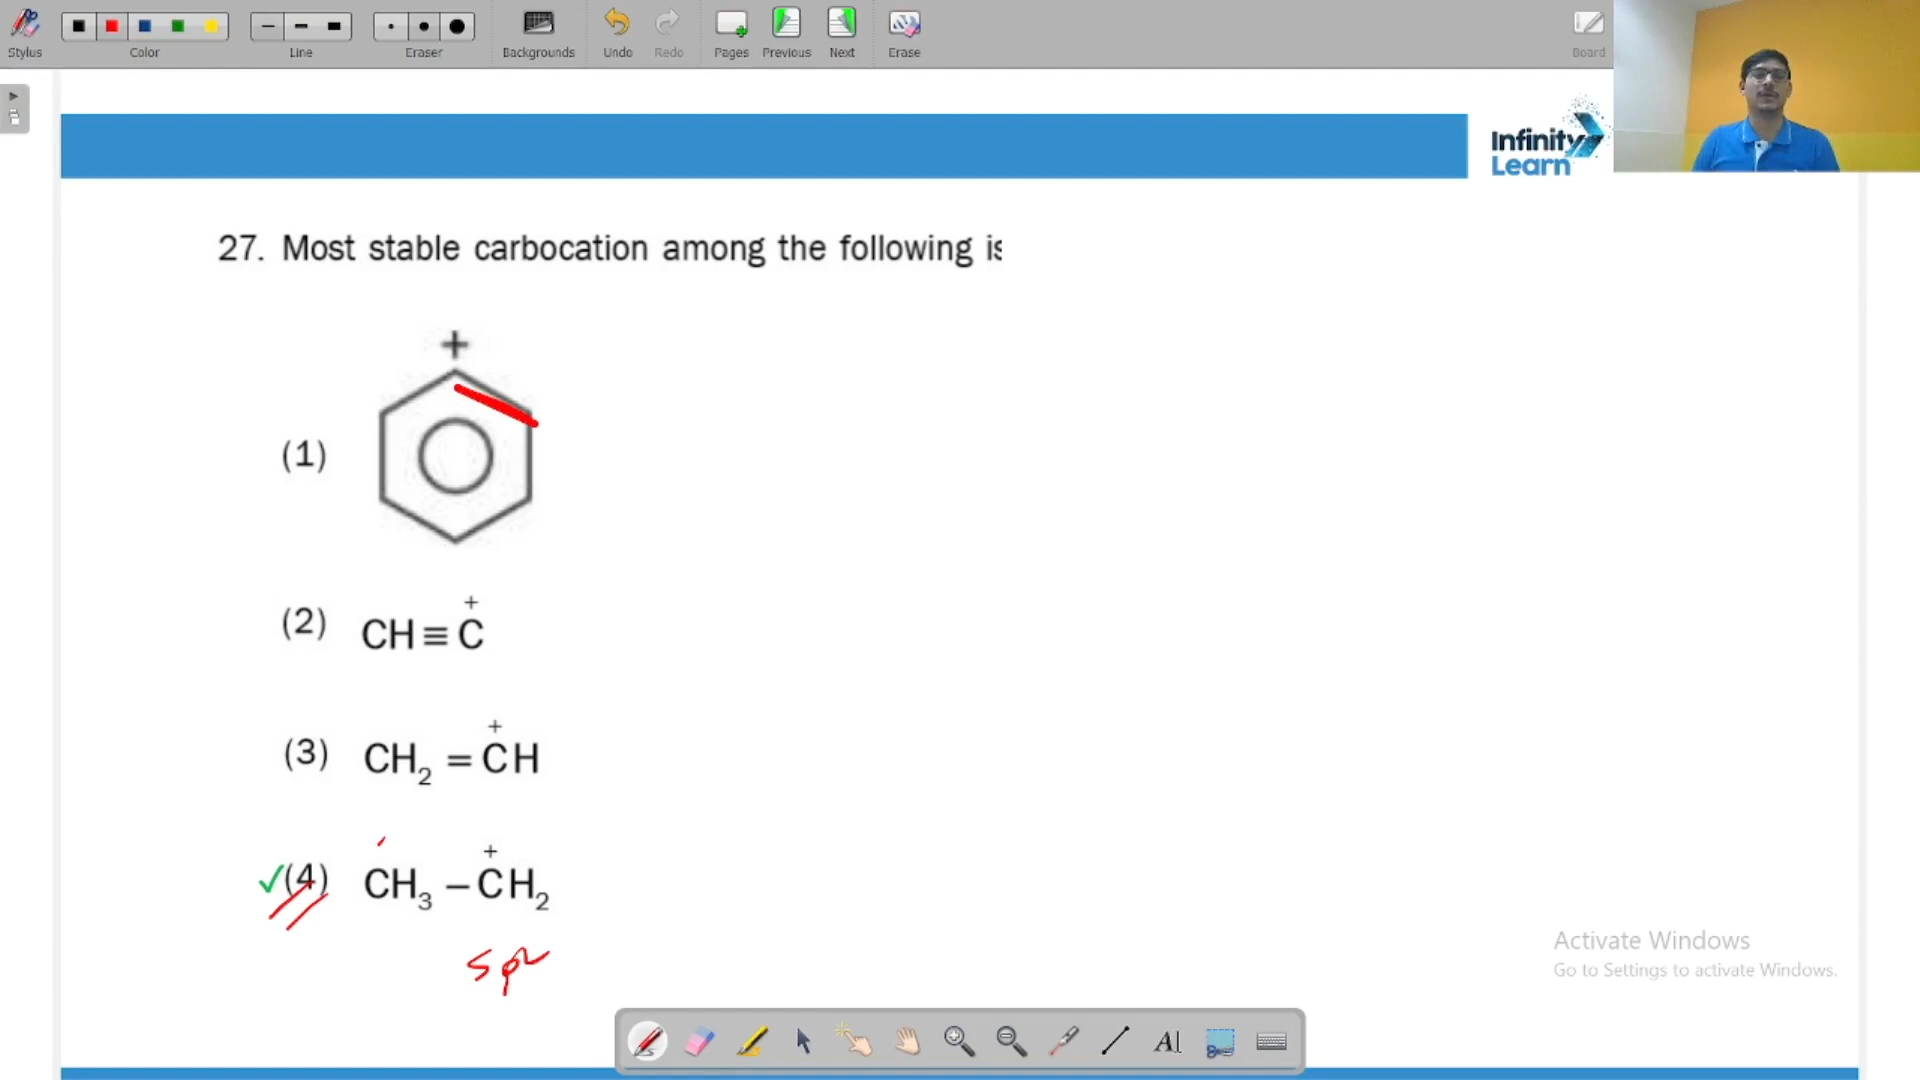 Stylus
Color
Line
Eraser
Backgrounds
Undo
Redo
Pages
Previous
Next
Erase
Board
Infinity
Learn
27. Most stable carbocation among the following is
+
(1)
+
(2) CH ≡ C
+
(3) CH₂ = CH
+
✓(4) CH₃ – CH₂
sp²
Activate Windows
Go to Settings to activate Windows.
AI